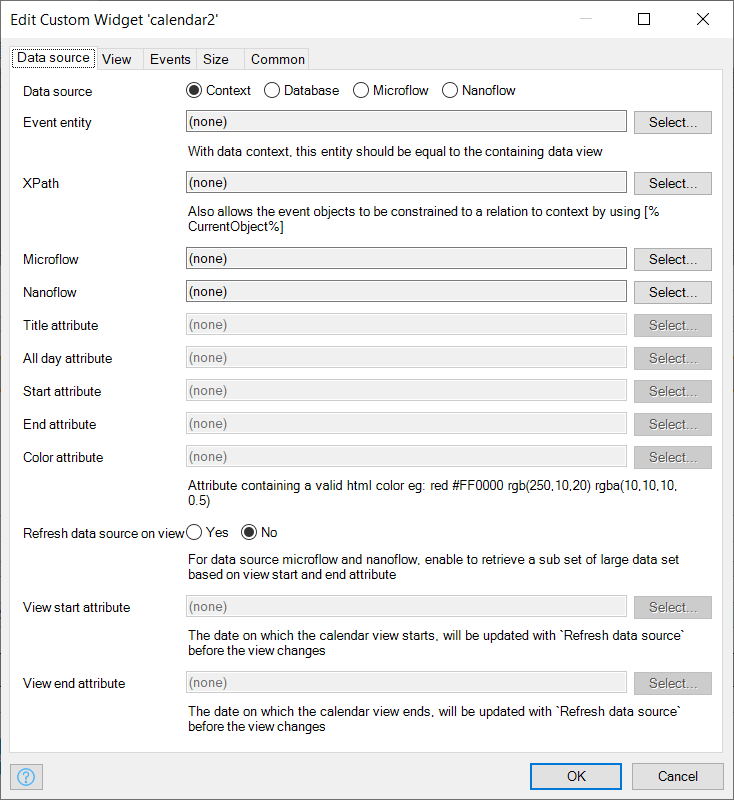 Edit Custom Widget 'calendar2'
Data source View Events Size Common
Data source Context Database Microflow Nanoflow
Event entity (none) Select...
With data context, this entity should be equal to the containing data view
XPath (none) Select...
Also allows the event objects to be constrained to a relation to context by using [%
CurrentObject%]
Microflow (none) Select...
Nanoflow (none) Select...
Title attribute (none) Select...
All day attribute (none) Select...
Start attribute (none) Select...
End attribute (none) Select...
Color attribute (none) Select...
Attribute containing a valid html color eg: red #FF0000 rgb(250,10,20) rgba(10,10,10,
0.5)
Refresh data source on view Yes No
For data source microflow and nanoflow, enable to retrieve a sub set of large data set
based on view start and end attribute
View start attribute (none) Select...
The date on which the calendar view starts, will be updated with `Refresh data source`
before the view changes
View end attribute (none) Select...
The date on which the calendar view ends, will be updated with `Refresh data source`
before the view changes
? OK Cancel